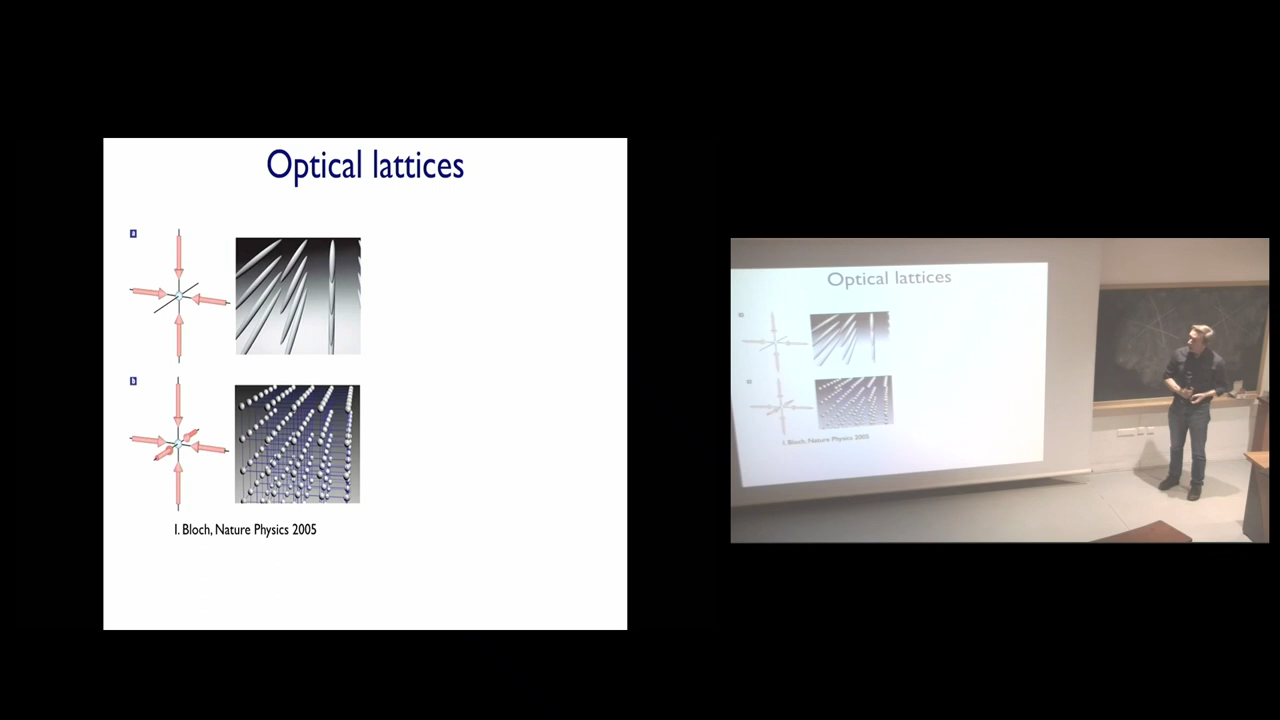 Optical lattices
a
b
I. Bloch, Nature Physics 2005
Optical lattices
I. Bloch, Nature Physics 2005